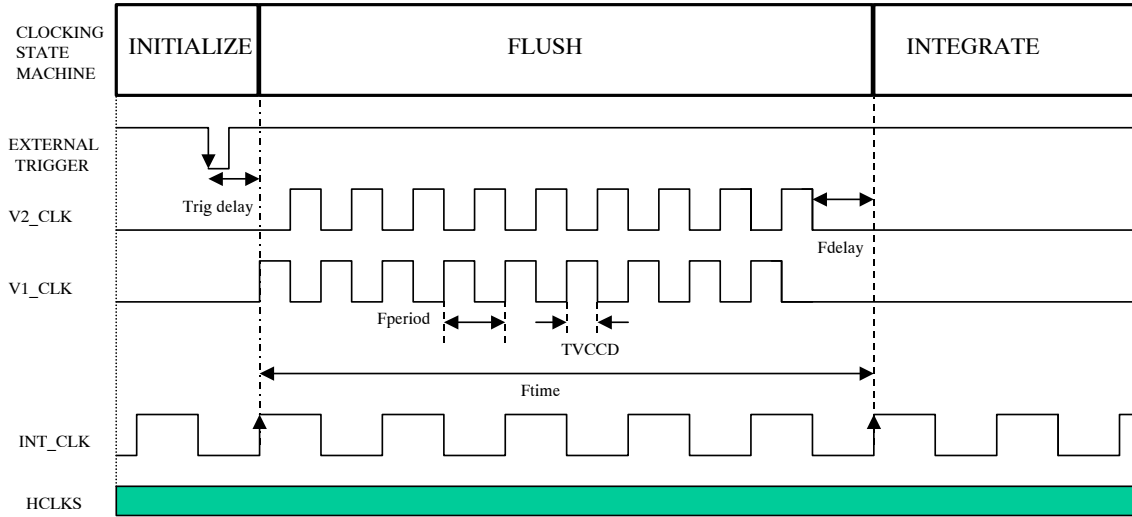 CLOCKING
STATE
MACHINE
INITIALIZE
FLUSH
INTEGRATE
EXTERNAL
TRIGGER
Trig delay
V2_CLK
Fdelay
V1_CLK
Fperiod
TVCCD
Ftime
INT_CLK
HCLKS